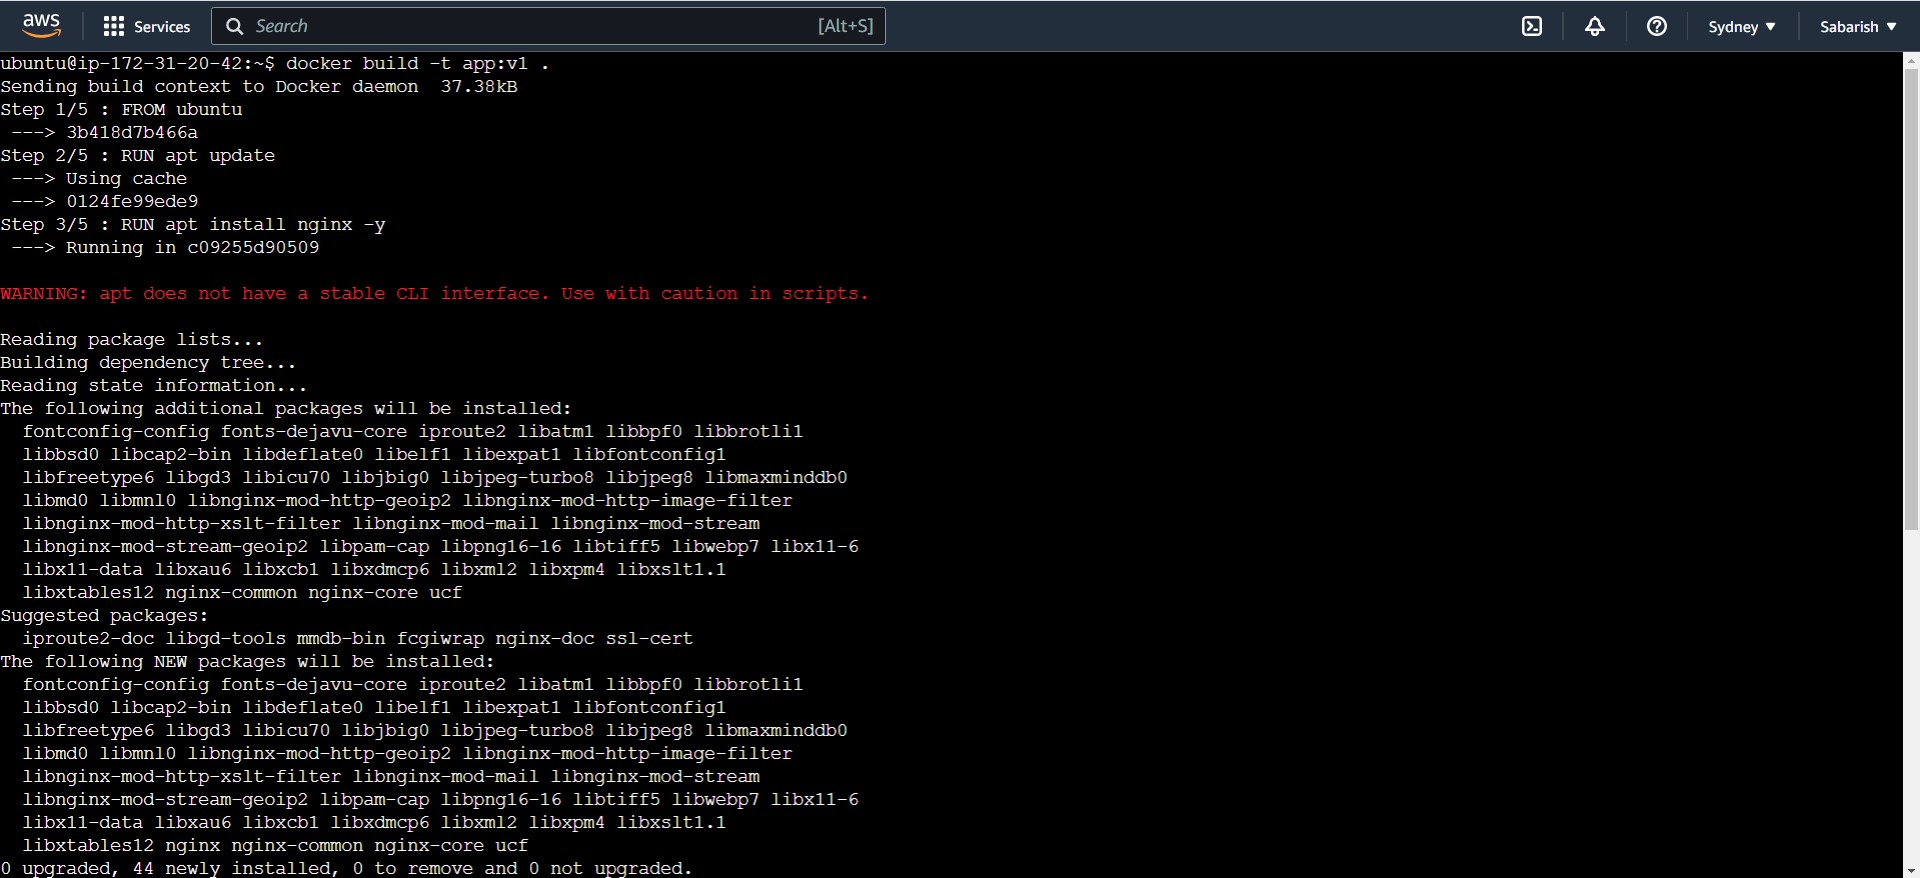 aws Services Search [Alt+S] Sydney ▼ Sabarish ▼
ubuntu@ip-172-31-20-42:~$ docker build -t app:v1 .
Sending build context to Docker daemon  37.38kB
Step 1/5 : FROM ubuntu
 ---> 3b418d7b466a
Step 2/5 : RUN apt update
 ---> Using cache
 ---> 0124fe99ede9
Step 3/5 : RUN apt install nginx -y
 ---> Running in c09255d90509
WARNING: apt does not have a stable CLI interface. Use with caution in scripts.
Reading package lists...
Building dependency tree...
Reading state information...
The following additional packages will be installed:
  fontconfig-config fonts-dejavu-core iproute2 libatm1 libbpf0 libbrotli1
  libbsd0 libcap2-bin libdeflate0 libelf1 libexpat1 libfontconfig1
  libfreetype6 libgd3 libicu70 libjbig0 libjpeg-turbo8 libjpeg8 libmaxminddb0
  libmd0 libmnl0 libnginx-mod-http-geoip2 libnginx-mod-http-image-filter
  libnginx-mod-http-xslt-filter libnginx-mod-mail libnginx-mod-stream
  libnginx-mod-stream-geoip2 libpam-cap libpng16-16 libtiff5 libwebp7 libx11-6
  libx11-data libxau6 libxcb1 libxdmcp6 libxml2 libxpm4 libxslt1.1
  libxtables12 nginx-common nginx-core ucf
Suggested packages:
  iproute2-doc libgd-tools mmdb-bin fcgiwrap nginx-doc ssl-cert
The following NEW packages will be installed:
  fontconfig-config fonts-dejavu-core iproute2 libatm1 libbpf0 libbrotli1
  libbsd0 libcap2-bin libdeflate0 libelf1 libexpat1 libfontconfig1
  libfreetype6 libgd3 libicu70 libjbig0 libjpeg-turbo8 libjpeg8 libmaxminddb0
  libmd0 libmnl0 libnginx-mod-http-geoip2 libnginx-mod-http-image-filter
  libnginx-mod-http-xslt-filter libnginx-mod-mail libnginx-mod-stream
  libnginx-mod-stream-geoip2 libpam-cap libpng16-16 libtiff5 libwebp7 libx11-6
  libx11-data libxau6 libxcb1 libxdmcp6 libxml2 libxpm4 libxslt1.1
  libxtables12 nginx nginx-common nginx-core ucf
0 upgraded, 44 newly installed, 0 to remove and 0 not upgraded.